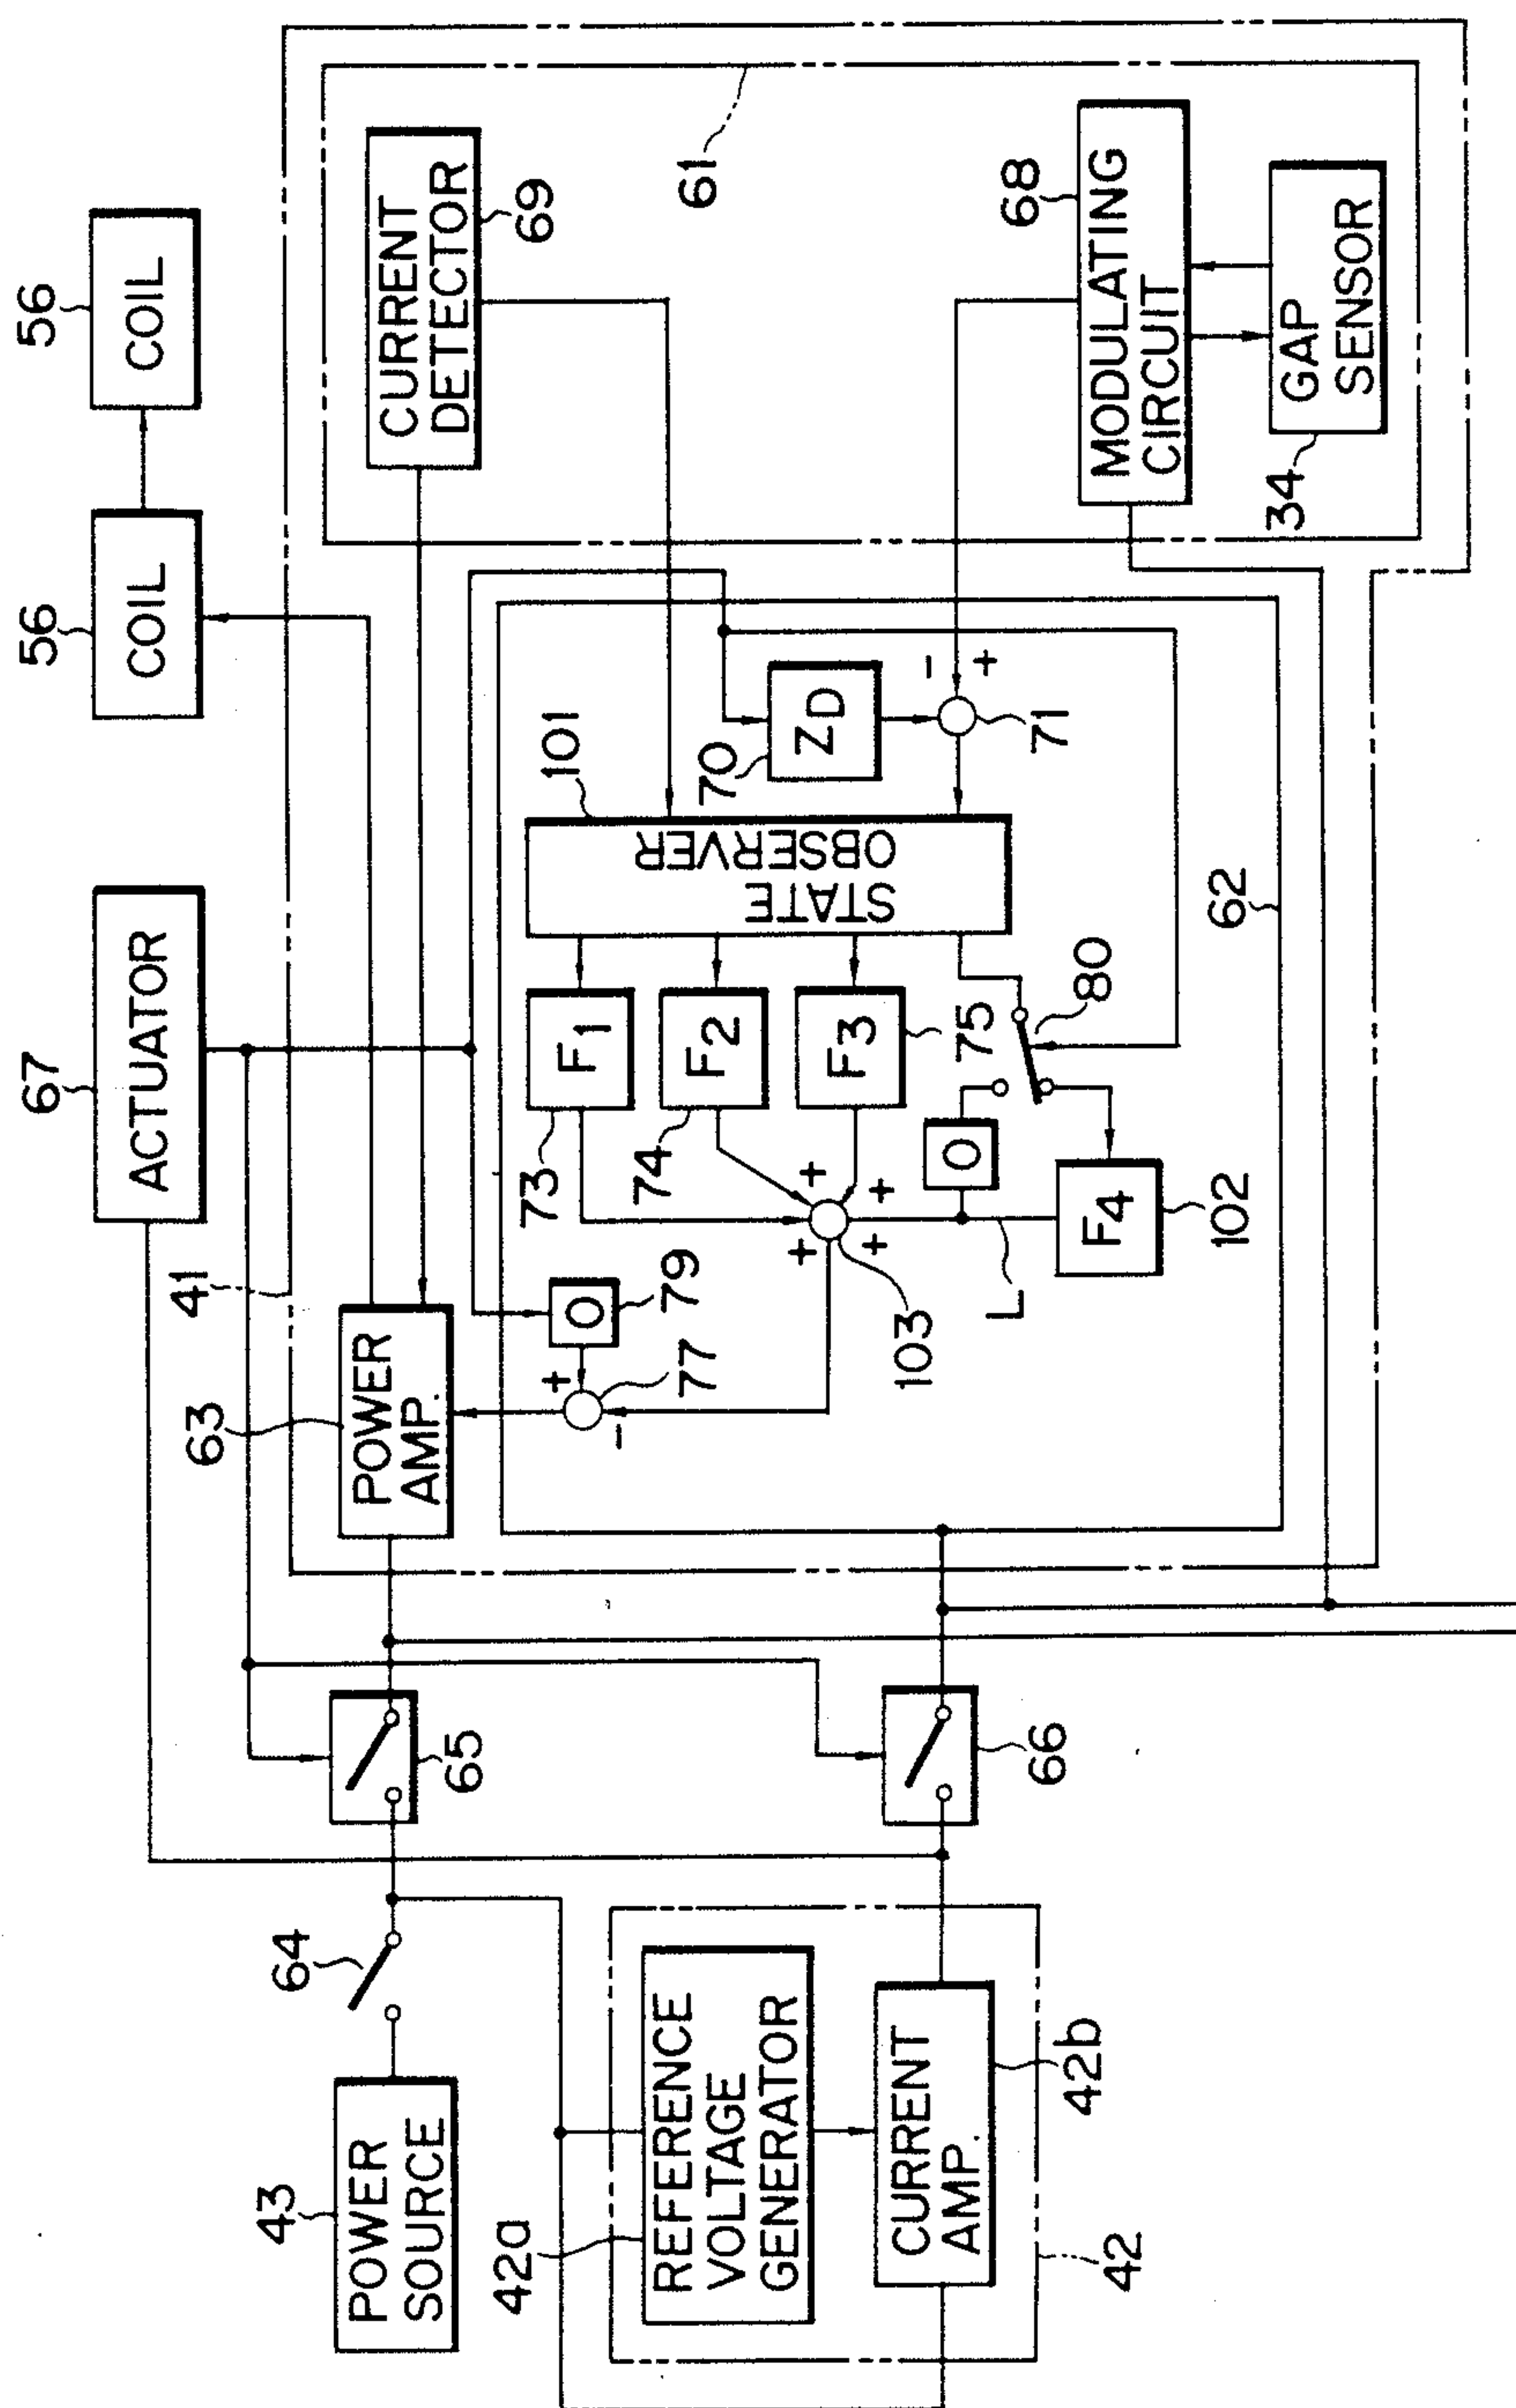 56
COIL
56
COIL
67
ACTUATOR
61
CURRENT
DETECTOR
69
68
MODULATING
CIRCUIT
GAP
SENSOR
34
41
63
POWER
AMP.
62
101
STATE
OBSERVER
70
ZD
-
+
71
F1
73
F2
74
F3
75
80
0
F4
102
L
+
+
+
+
103
0
79
+
-
77
65
66
64
43
POWER
SOURCE
42a
REFERENCE
VOLTAGE
GENERATOR
CURRENT
AMP.
42b
42